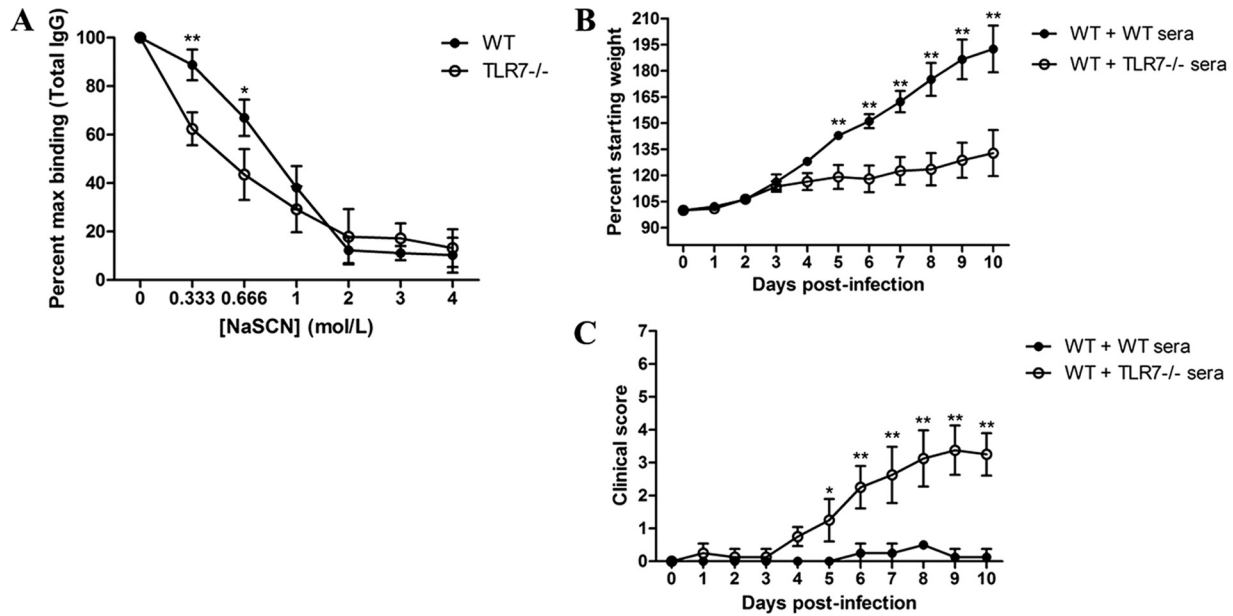 A
Percent max binding (Total IgG)
100
80
60
40
20
0
**
*
WT
TLR7-/-
0 0.333 0.666 1 2 3 4
[NaSCN] (mol/L)
B
Percent starting weight
210
195
180
165
150
135
120
105
90
** ** ** ** ** **
WT + WT sera
WT + TLR7-/- sera
0 1 2 3 4 5 6 7 8 9 10
Days post-infection
C
Clinical score
7
6
5
4
3
2
1
0
* ** ** ** ** **
WT + WT sera
WT + TLR7-/- sera
0 1 2 3 4 5 6 7 8 9 10
Days post-infection